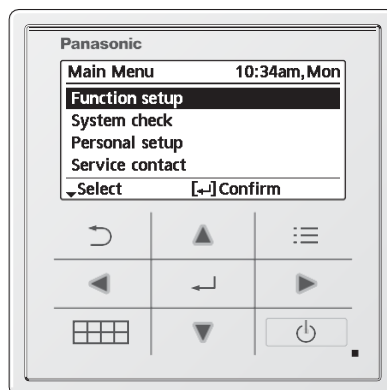 Panasonic
Main Menu 10:34am,Mon
Function setup
System check
Personal setup
Service contact
Select [↵]Confirm